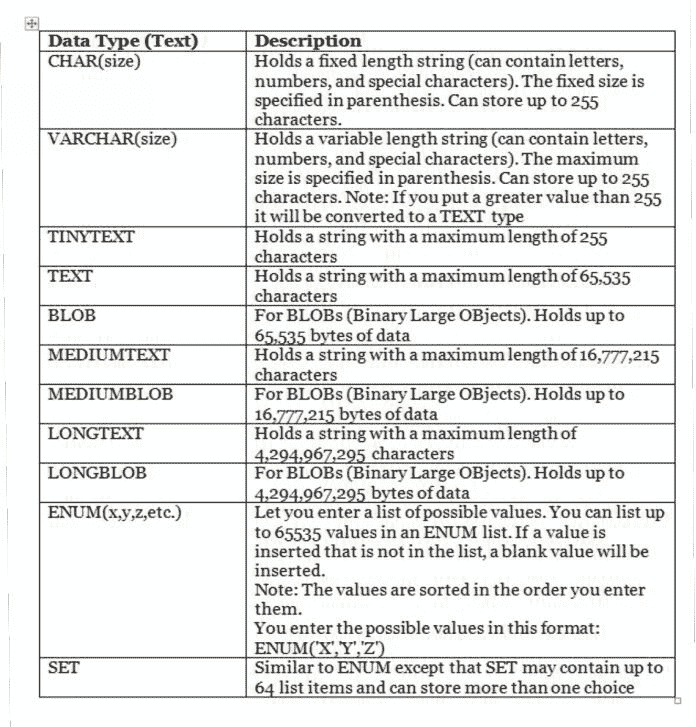 Data Type (Text) Description
CHAR(size) Holds a fixed length string (can contain letters,
numbers, and special characters). The fixed size is
specified in parenthesis. Can store up to 255
characters.
VARCHAR(size) Holds a variable length string (can contain letters,
numbers, and special characters). The maximum
size is specified in parenthesis. Can store up to 255
characters. Note: If you put a greater value than 255
it will be converted to a TEXT type
TINYTEXT Holds a string with a maximum length of 255
characters
TEXT Holds a string with a maximum length of 65,535
characters
BLOB For BLOBs (Binary Large OBjects). Holds up to
65,535 bytes of data
MEDIUMTEXT Holds a string with a maximum length of 16,777,215
characters
MEDIUMBLOB For BLOBs (Binary Large OBjects). Holds up to
16,777,215 bytes of data
LONGTEXT Holds a string with a maximum length of
4,294,967,295 characters
LONGBLOB For BLOBs (Binary Large OBjects). Holds up to
4,294,967,295 bytes of data
ENUM(x,y,z,etc.) Let you enter a list of possible values. You can list up
to 65535 values in an ENUM list. If a value is
inserted that is not in the list, a blank value will be
inserted.
Note: The values are sorted in the order you enter
them.
You enter the possible values in this format:
ENUM('X','Y','Z')
SET Similar to ENUM except that SET may contain up to
64 list items and can store more than one choice